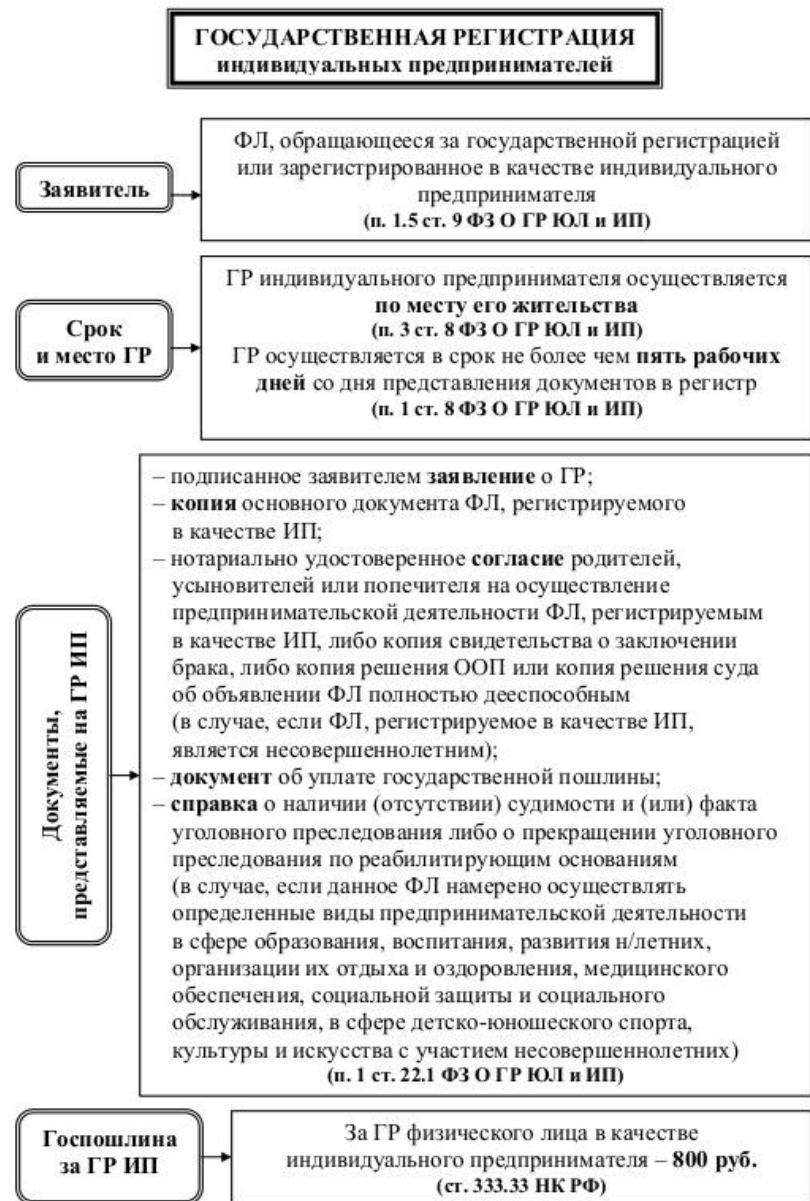 ГОСУДАРСТВЕННАЯ РЕГИСТРАЦИЯ
индивидуальных предпринимателей
Заявитель
ФЛ, обращающееся за государственной регистрацией
или зарегистрированное в качестве индивидуального
предпринимателя
(п. 1.5 ст. 9 ФЗ О ГР ЮЛ и ИП)
Срок
и место ГР
ГР индивидуального предпринимателя осуществляется
по месту его жительства
(п. 3 ст. 8 ФЗ О ГР ЮЛ и ИП)
ГР осуществляется в срок не более чем пять рабочих
дней со дня представления документов в регистр
(п. 1 ст. 8 ФЗ О ГР ЮЛ и ИП)
Документы,
представляемые на ГР ИП
– подписанное заявителем заявление о ГР;
– копия основного документа ФЛ, регистрируемого
в качестве ИП;
– нотариально удостоверенное согласие родителей,
усыновителей или попечителя на осуществление
предпринимательской деятельности ФЛ, регистрируемым
в качестве ИП, либо копия свидетельства о заключении
брака, либо копия решения ООП или копия решения суда
об объявлении ФЛ полностью дееспособным
(в случае, если ФЛ, регистрируемое в качестве ИП,
является несовершеннолетним);
– документ об уплате государственной пошлины;
– справка о наличии (отсутствии) судимости и (или) факта
уголовного преследования либо о прекращении уголовного
преследования по реабилитирующим основаниям
(в случае, если данное ФЛ намерено осуществлять
определенные виды предпринимательской деятельности
в сфере образования, воспитания, развития н/летних,
организации их отдыха и оздоровления, медицинского
обеспечения, социальной защиты и социального
обслуживания, в сфере детско-юношеского спорта,
культуры и искусства с участием несовершеннолетних)
(п. 1 ст. 22.1 ФЗ О ГР ЮЛ и ИП)
Госпошлина
за ГР ИП
За ГР физического лица в качестве
индивидуального предпринимателя – 800 руб.
(ст. 333.33 НК РФ)